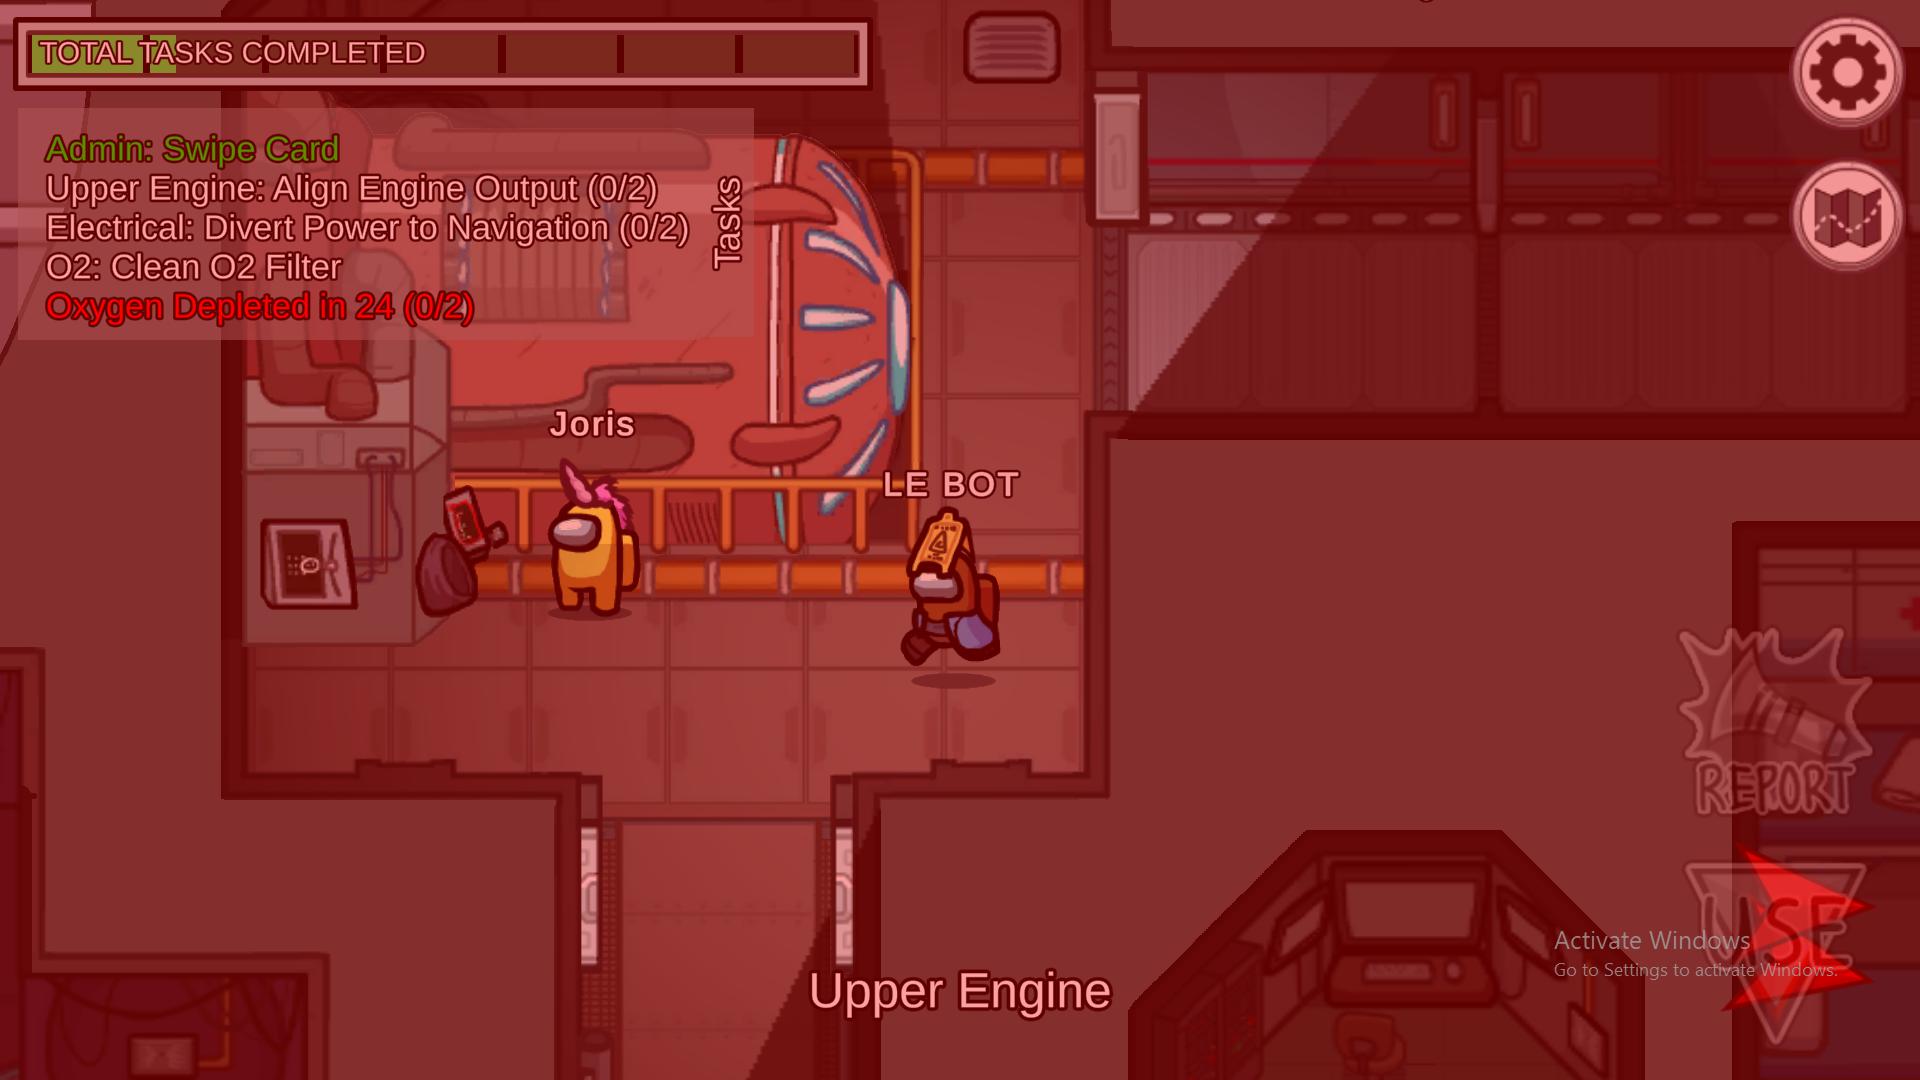 TOTAL TASKS COMPLETED
Admin: Swipe Card
Upper Engine: Align Engine Output (0/2)
Electrical: Divert Power to Navigation (0/2)
O2: Clean O2 Filter
Oxygen Depleted in 24 (0/2)
Tasks
Joris
LE BOT
REPORT
USE
Activate Windows
Go to Settings to activate Windows.
Upper Engine